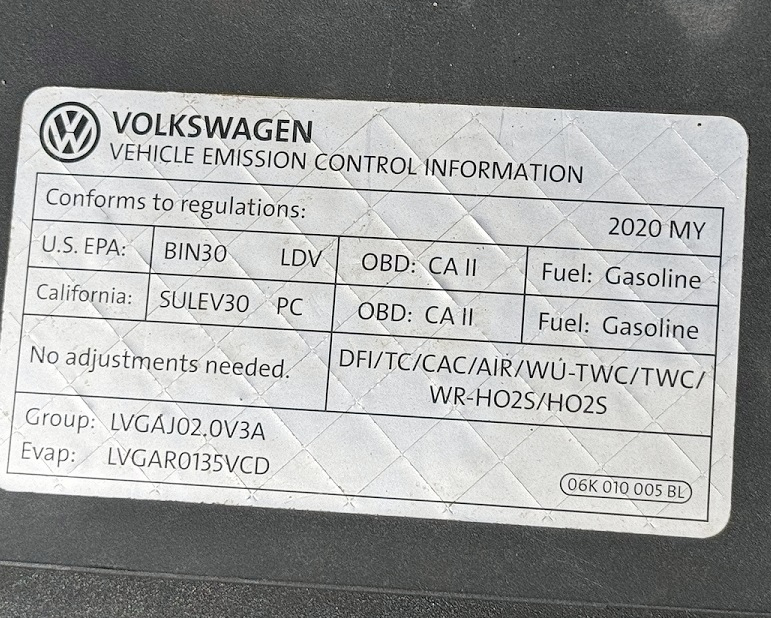 VOLKSWAGEN
VEHICLE EMISSION CONTROL INFORMATION
Conforms to regulations: 2020 MY
U.S. EPA: BIN30 LDV OBD: CA II Fuel: Gasoline
California: SULEV30 PC OBD: CA II Fuel: Gasoline
No adjustments needed. DFI/TC/CAC/AIR/WU-TWC/TWC/
WR-HO2S/HO2S
Group: LVGAJ02.0V3A
Evap: LVGAR0135VCD
06K 010 005 BL